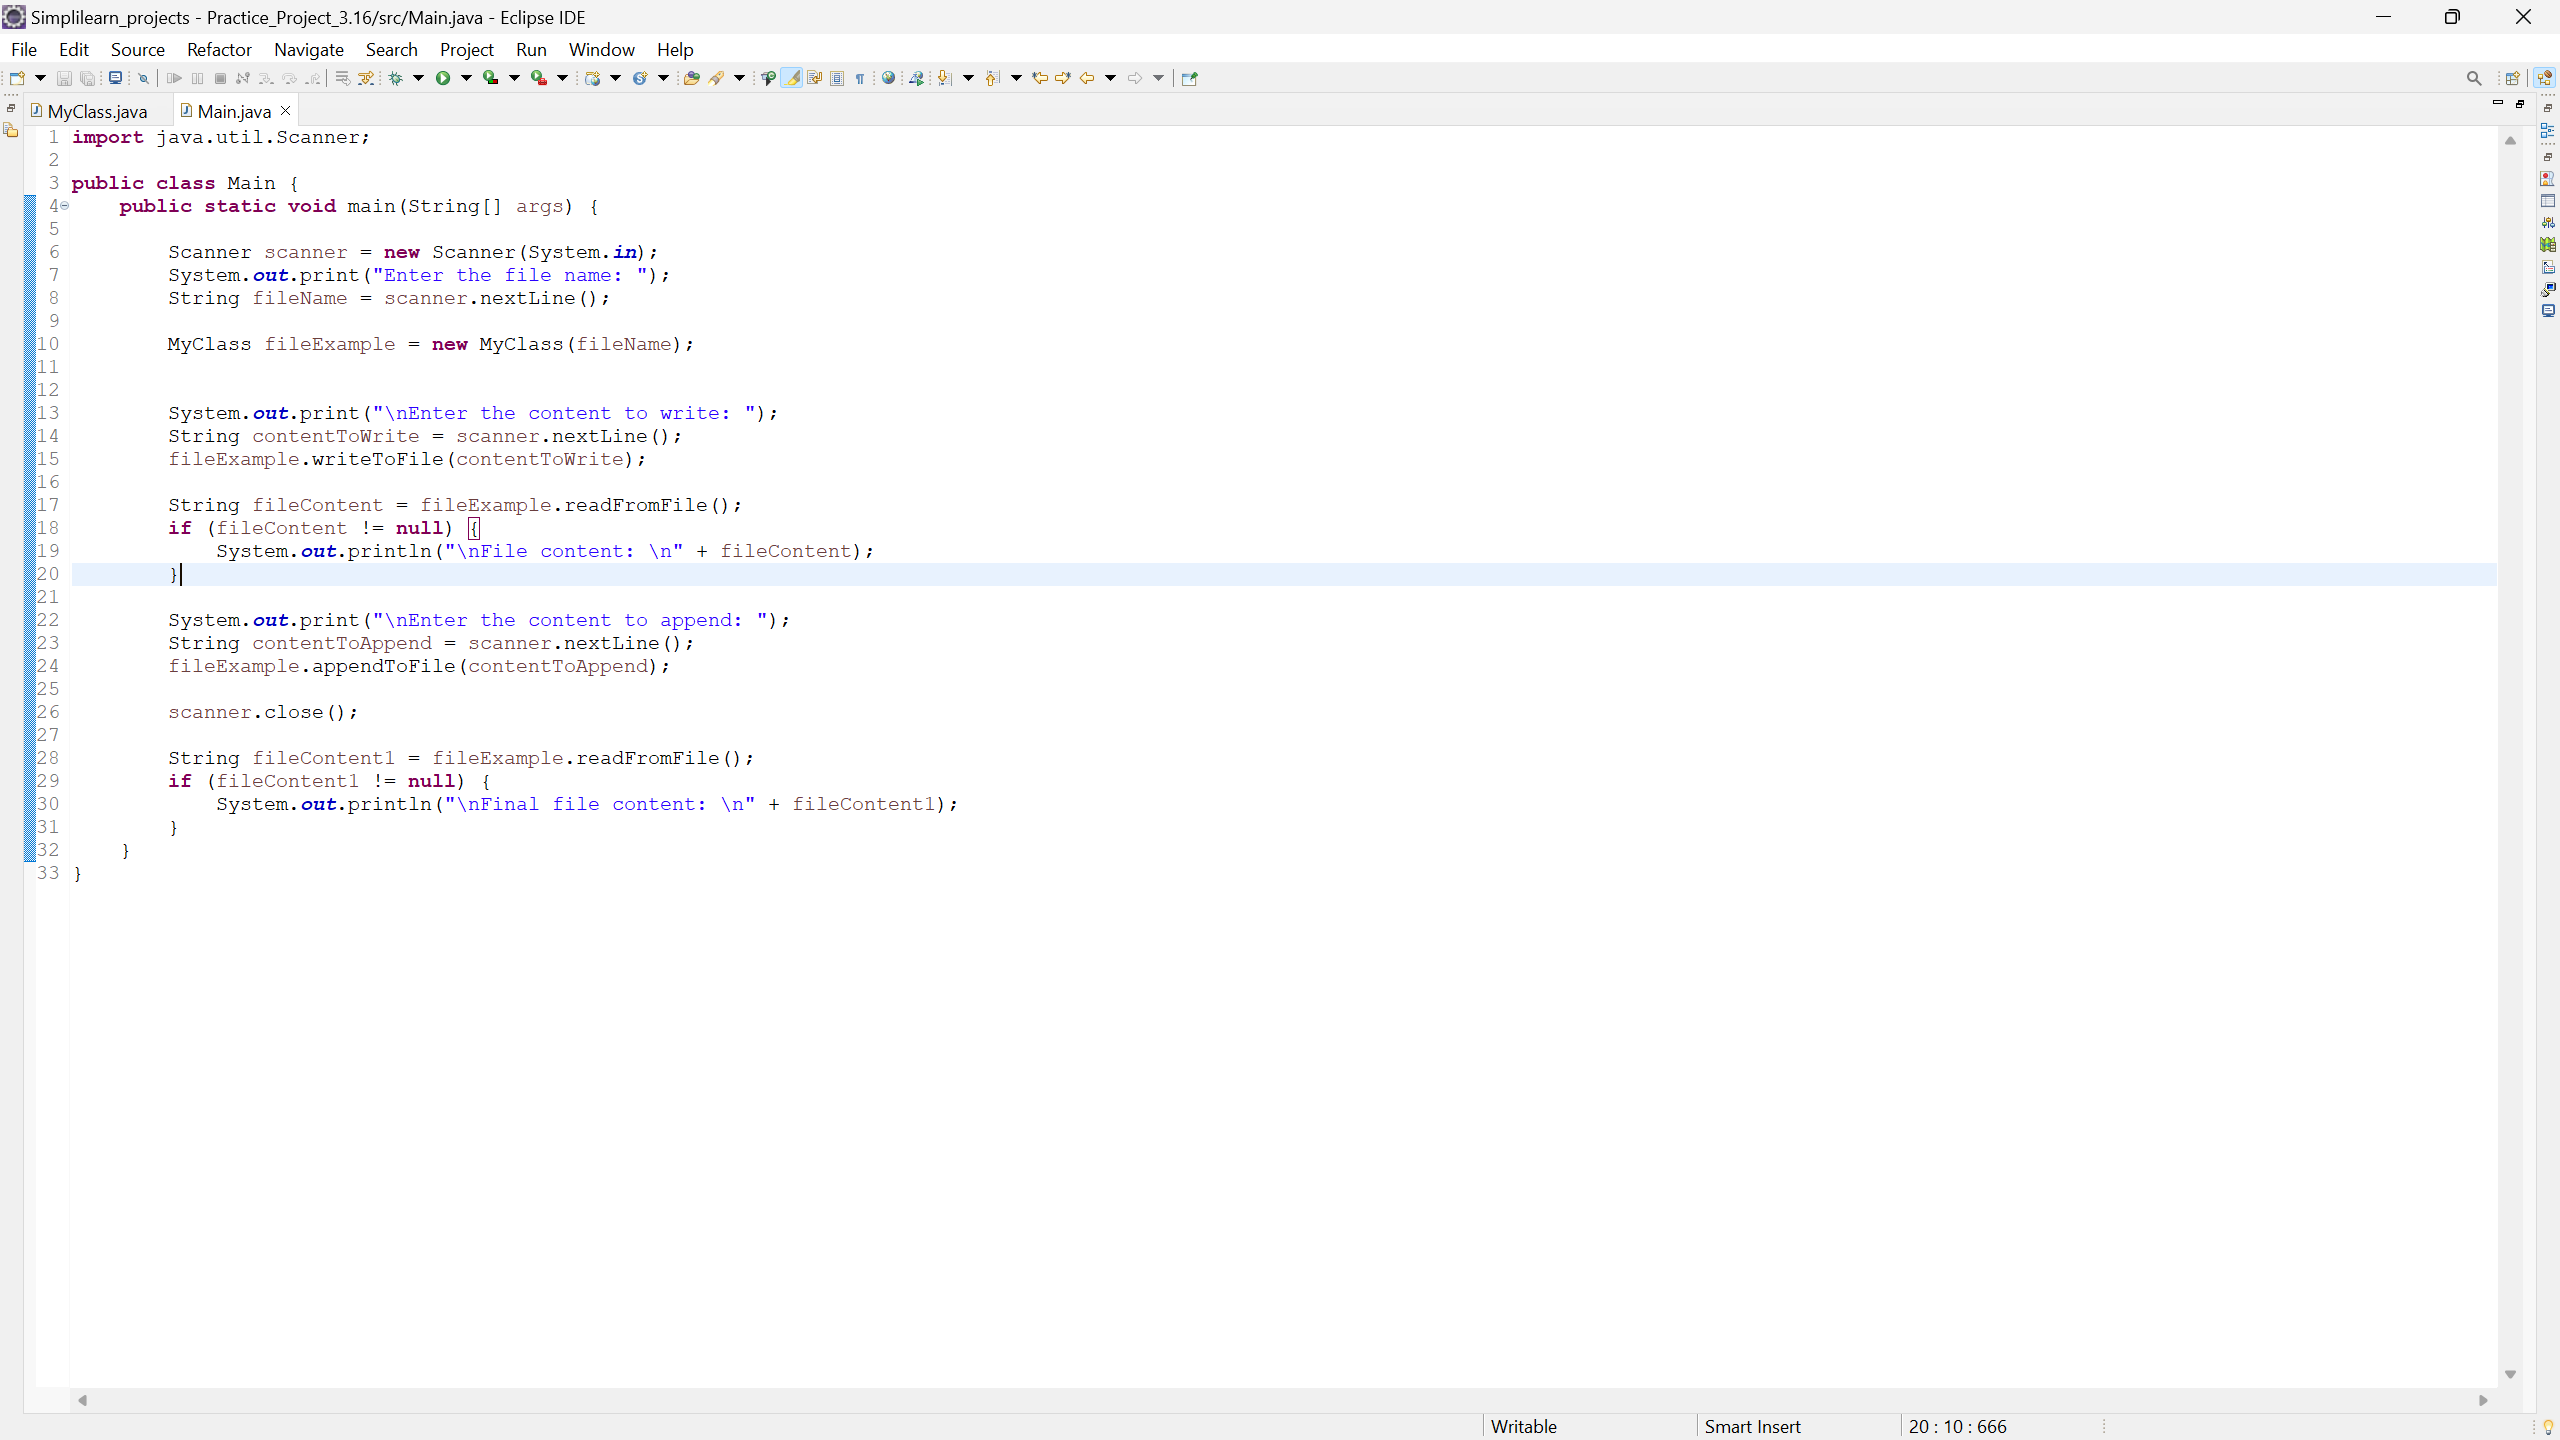 Simplilearn_projects - Practice_Project_3.16/src/Main.java - Eclipse IDE
File Edit Source Refactor Navigate Search Project Run Window Help
MyClass.java Main.java
1 import java.util.Scanner;
2
3 public class Main {
4 public static void main(String[] args) {
5
6 Scanner scanner = new Scanner(System.in);
7 System.out.print("Enter the file name: ");
8 String fileName = scanner.nextLine();
9
10 MyClass fileExample = new MyClass(fileName);
11
12
13 System.out.print("\nEnter the content to write: ");
14 String contentToWrite = scanner.nextLine();
15 fileExample.writeToFile(contentToWrite);
16
17 String fileContent = fileExample.readFromFile();
18 if (fileContent != null) {
19 System.out.println("\nFile content: \n" + fileContent);
20 }
21
22 System.out.print("\nEnter the content to append: ");
23 String contentToAppend = scanner.nextLine();
24 fileExample.appendToFile(contentToAppend);
25
26 scanner.close();
27
28 String fileContent1 = fileExample.readFromFile();
29 if (fileContent1 != null) {
30 System.out.println("\nFinal file content: \n" + fileContent1);
31 }
32 }
33 }
Writable Smart Insert 20 : 10 : 666